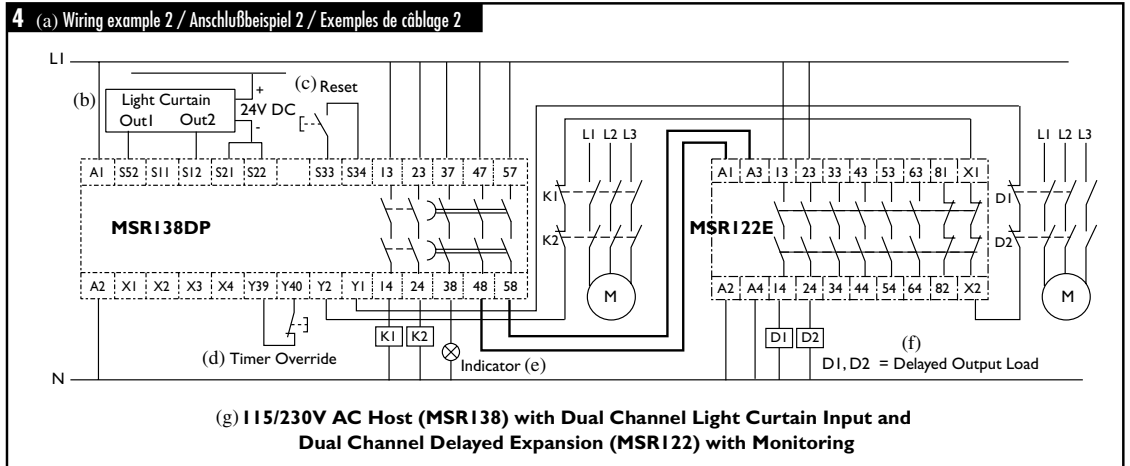 4 (a) Wiring example 2 / Anschlußbeispiel 2 / Exemples de câblage 2
L1
(b)
Light Curtain
Out1 Out2
+
24V DC
-
(c) Reset
L1 L2 L3
L1 L2 L3
A1 S52 S11 S12 S21 S22 S33 S34 13 23 37 47 57
A1 A3 13 23 33 43 53 63 81 X1
K1
D1
MSR138DP
MSR122E
K2
D2
A2 X1 X2 X3 X4 Y39 Y40 Y2 Y1 14 24 38 48 58
M
A2 A4 14 24 34 44 54 64 82 X2
M
K1 K2
D1 D2
(d) Timer Override
Indicator (e)
(f)
D1, D2 = Delayed Output Load
N
(g) 115/230V AC Host (MSR138) with Dual Channel Light Curtain Input and
Dual Channel Delayed Expansion (MSR122) with Monitoring